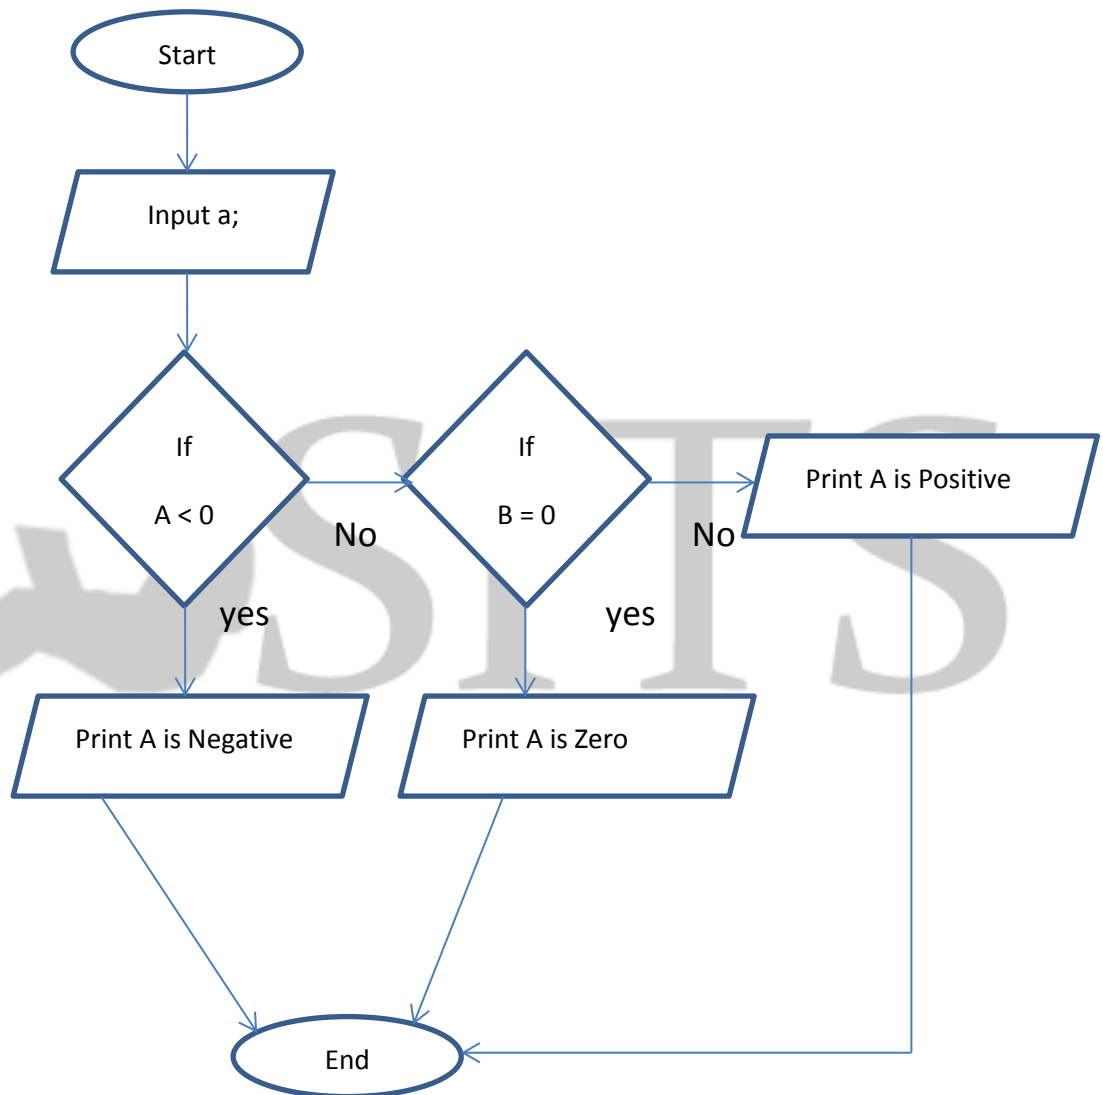 Start
Input a;
If
A < 0
No
yes
If
B = 0
No
yes
Print A is Positive
Print A is Negative
Print A is Zero
End
SITS